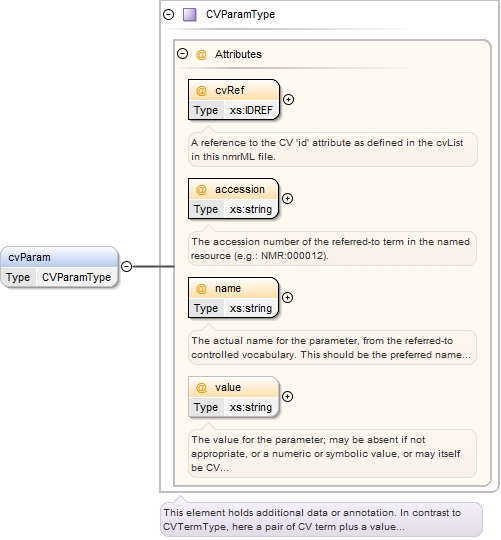 CVParamType
@ Attributes
@ cvRef
Type xs:IDREF
A reference to the CV 'id' attribute as defined in the cvList
in this nmrML file.
@ accession
Type xs:string
The accession number of the referred-to term in the named
resource (e.g.: NMR:000012).
cvParam
Type CVParamType
@ name
Type xs:string
The actual name for the parameter, from the referred-to
controlled vocabulary. This should be the preferred name...
@ value
Type xs:string
The value for the parameter; may be absent if not
appropriate, or a numeric or symbolic value, or may itself
be CV...
This element holds additional data or annotation. In contrast to
CVTermType, here a pair of CV term plus a value...